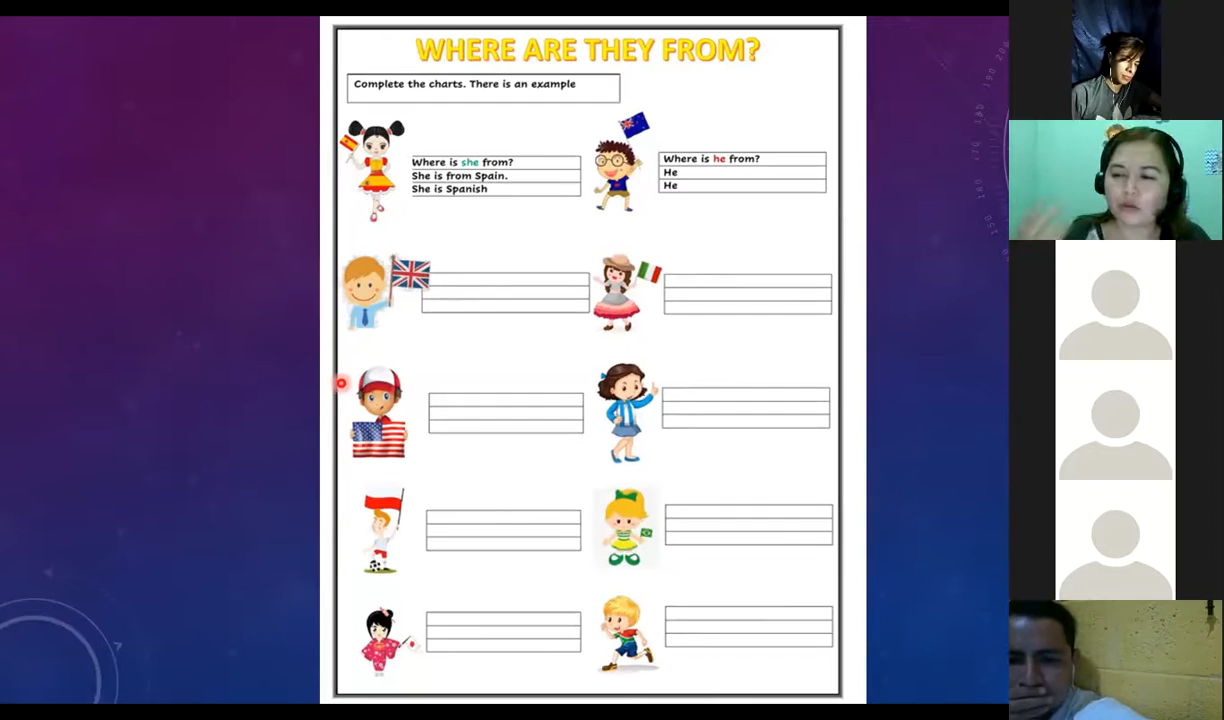 WHERE ARE THEY FROM?
Complete the charts. There is an example
Where is she from?
She is from Spain.
She is Spanish
Where is he from?
He
He